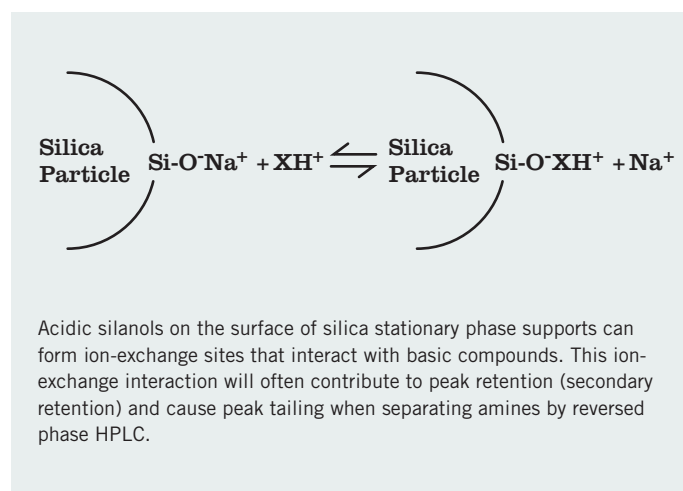 Silica Particle Si-O⁻Na⁺ + XH⁺ ⇌ Silica Particle Si-O⁻XH⁺ + Na⁺
Acidic silanols on the surface of silica stationary phase supports can
form ion-exchange sites that interact with basic compounds. This ion-
exchange interaction will often contribute to peak retention (secondary
retention) and cause peak tailing when separating amines by reversed
phase HPLC.